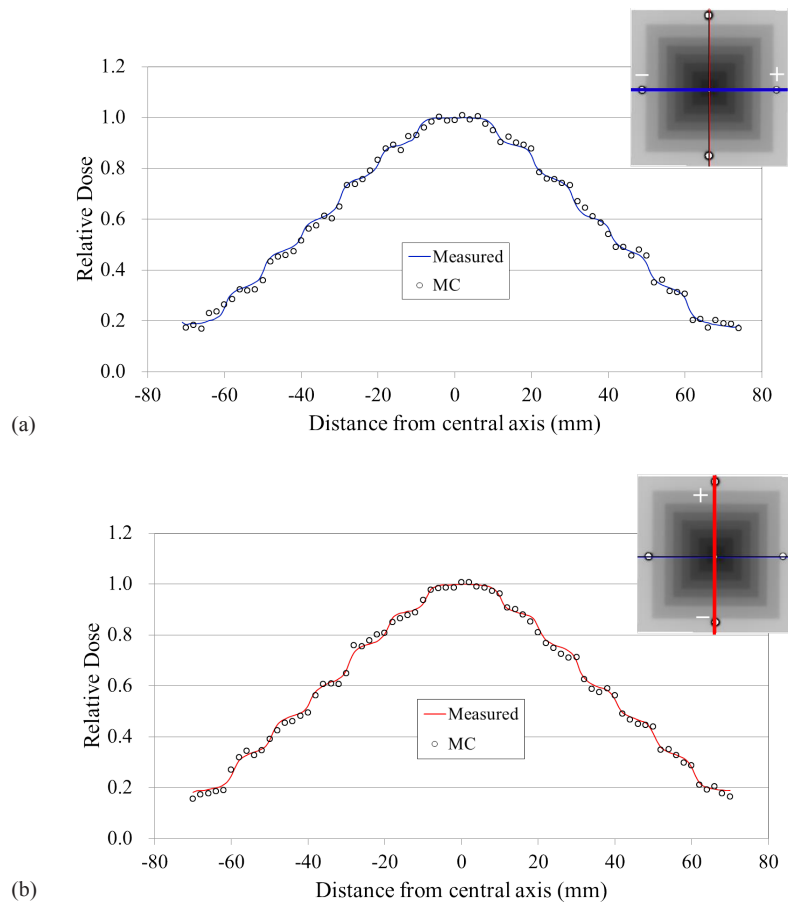 1.2
1.0
0.8
0.6
0.4
0.2
0.0
Relative Dose
− +
Measured
MC
-80 -60 -40 -20 0 20 40 60 80
Distance from central axis (mm)
(a)
1.2
1.0
0.8
0.6
0.4
0.2
0.0
Relative Dose
+
−
Measured
MC
-80 -60 -40 -20 0 20 40 60 80
Distance from central axis (mm)
(b)